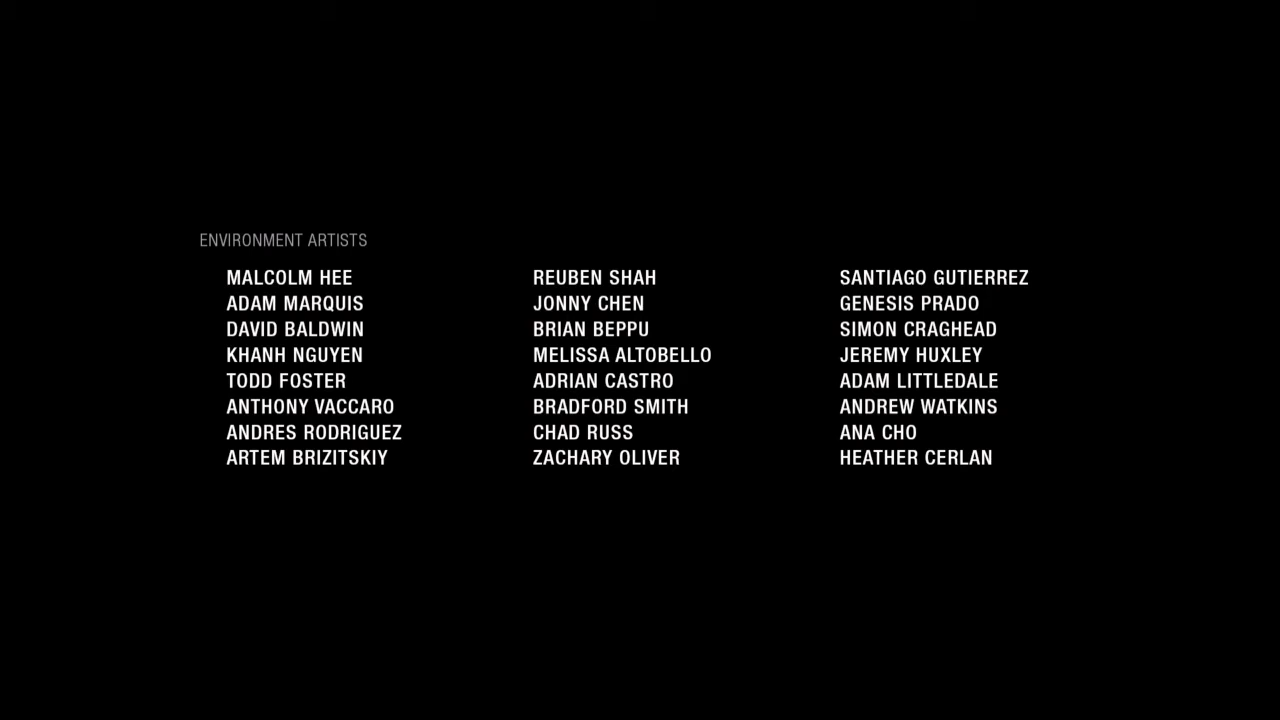 ENVIRONMENT ARTISTS
MALCOLM HEE
ADAM MARQUIS
DAVID BALDWIN
KHANH NGUYEN
TODD FOSTER
ANTHONY VACCARO
ANDRES RODRIGUEZ
ARTEM BRIZITSKIY
REUBEN SHAH
JONNY CHEN
BRIAN BEPPU
MELISSA ALTOBELLO
ADRIAN CASTRO
BRADFORD SMITH
CHAD RUSS
ZACHARY OLIVER
SANTIAGO GUTIERREZ
GENESIS PRADO
SIMON CRAGHEAD
JEREMY HUXLEY
ADAM LITTLEDALE
ANDREW WATKINS
ANA CHO
HEATHER CERLAN